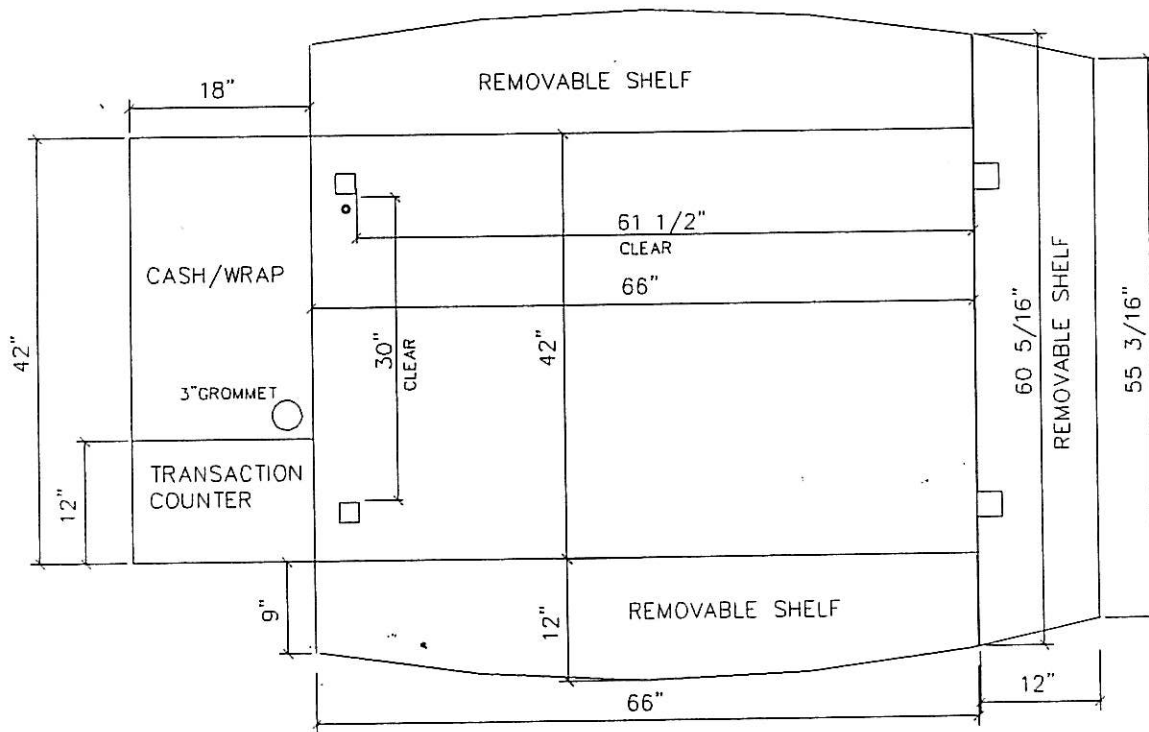 REMOVABLE SHELF
18"
61 1/2"
CLEAR
CASH/WRAP
66"
30"
CLEAR
42"
42"
60 5/16"
REMOVABLE SHELF
55 3/16"
3"GROMMET
TRANSACTION
COUNTER
12"
9"
12"
REMOVABLE SHELF
66"
12"